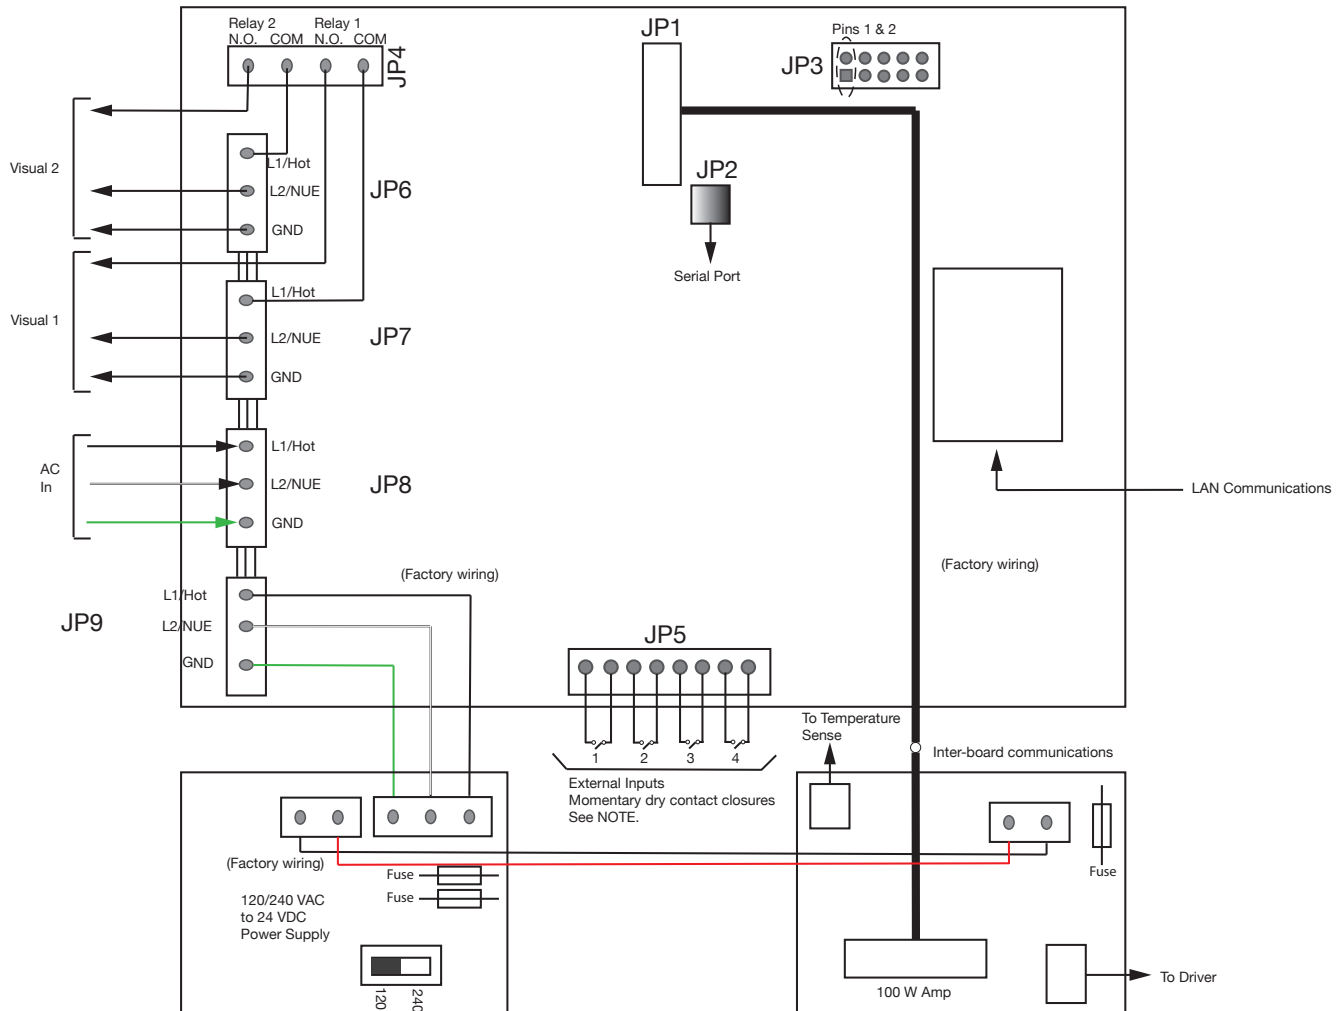 Relay 2 Relay 1
N.O. COM N.O. COM
JP4
JP1
Pins 1 & 2
JP3
Visual 2
L1/Hot
L2/NUE
GND
JP6
JP2
Serial Port
Visual 1
L1/Hot
L2/NUE
GND
JP7
AC
In
L1/Hot
L2/NUE
GND
JP8
LAN Communications
(Factory wiring)
(Factory wiring)
JP9
L1/Hot
L2/NUE
GND
JP5
1 2 3 4
External Inputs
Momentary dry contact closures
See NOTE.
To Temperature
Sense
Inter-board communications
(Factory wiring)
Fuse
Fuse
120/240 VAC
to 24 VDC
Power Supply
120
240
Fuse
100 W Amp
To Driver